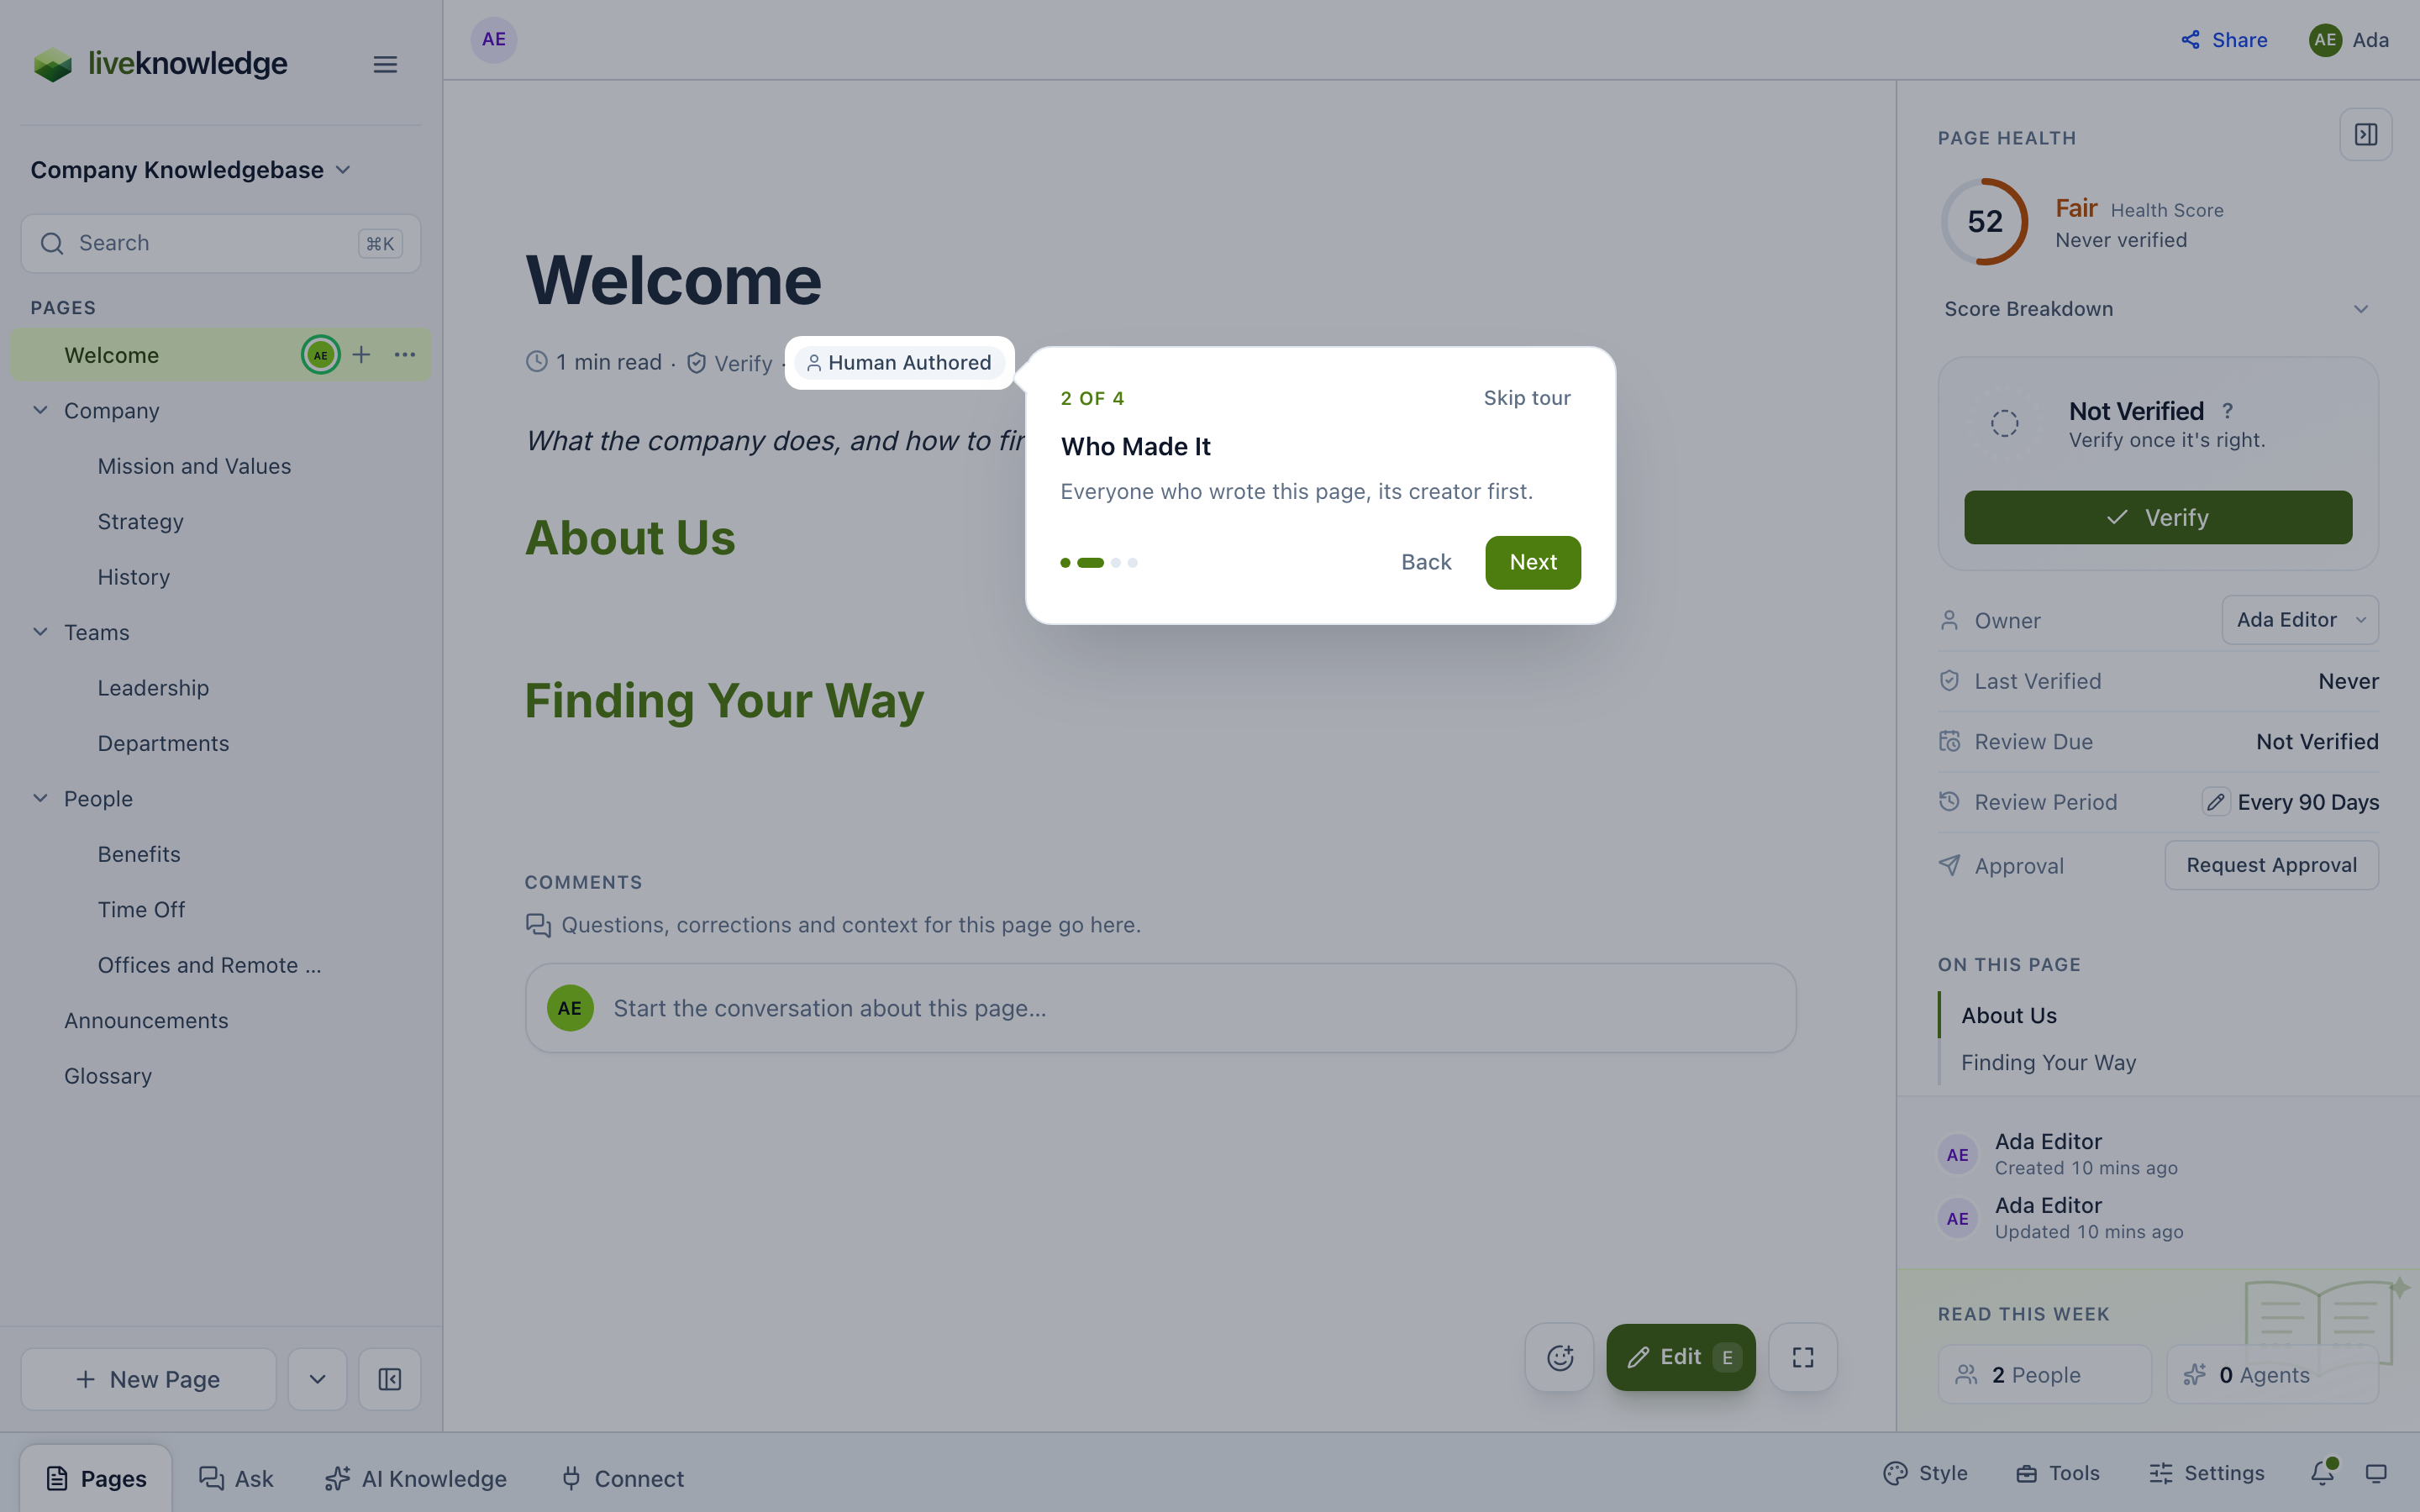 liveknowledge
Company Knowledgebase
Search ⌘K
PAGES
Welcome AE
Company
Mission and Values
Strategy
History
Teams
Leadership
Departments
People
Benefits
Time Off
Offices and Remote ...
Announcements
Glossary
New Page
AE
Share
AE Ada
Welcome
1 min read · Verify · Human Authored
What the company does, and how to fir
About Us
Finding Your Way
2 OF 4
Skip tour
Who Made It
Everyone who wrote this page, its creator first.
Back
Next
COMMENTS
Questions, corrections and context for this page go here.
AE Start the conversation about this page...
Edit E
PAGE HEALTH
52
Fair Health Score
Never verified
Score Breakdown
Not Verified ?
Verify once it's right.
Verify
Owner Ada Editor
Last Verified Never
Review Due Not Verified
Review Period Every 90 Days
Approval Request Approval
ON THIS PAGE
About Us
Finding Your Way
AE Ada Editor
Created 10 mins ago
AE Ada Editor
Updated 10 mins ago
READ THIS WEEK
2 People
0 Agents
Pages
Ask
AI Knowledge
Connect
Style
Tools
Settings